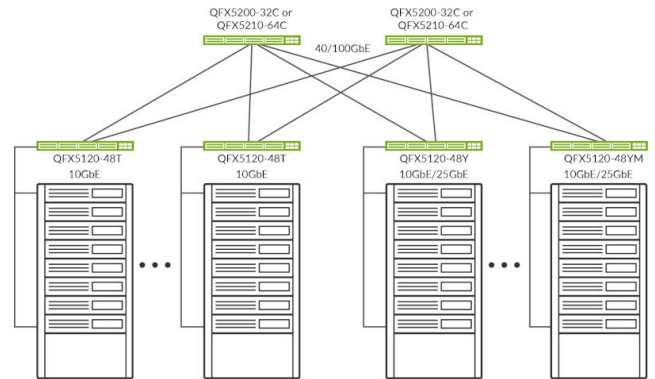 QFX5200-32C or
QFX5210-64C
QFX5200-32C or
QFX5210-64C
40/100GbE
QFX5120-48T
10GbE
QFX5120-48T
10GbE
QFX5120-48Y
10GbE/25GbE
QFX5120-48YM
10GbE/25GbE